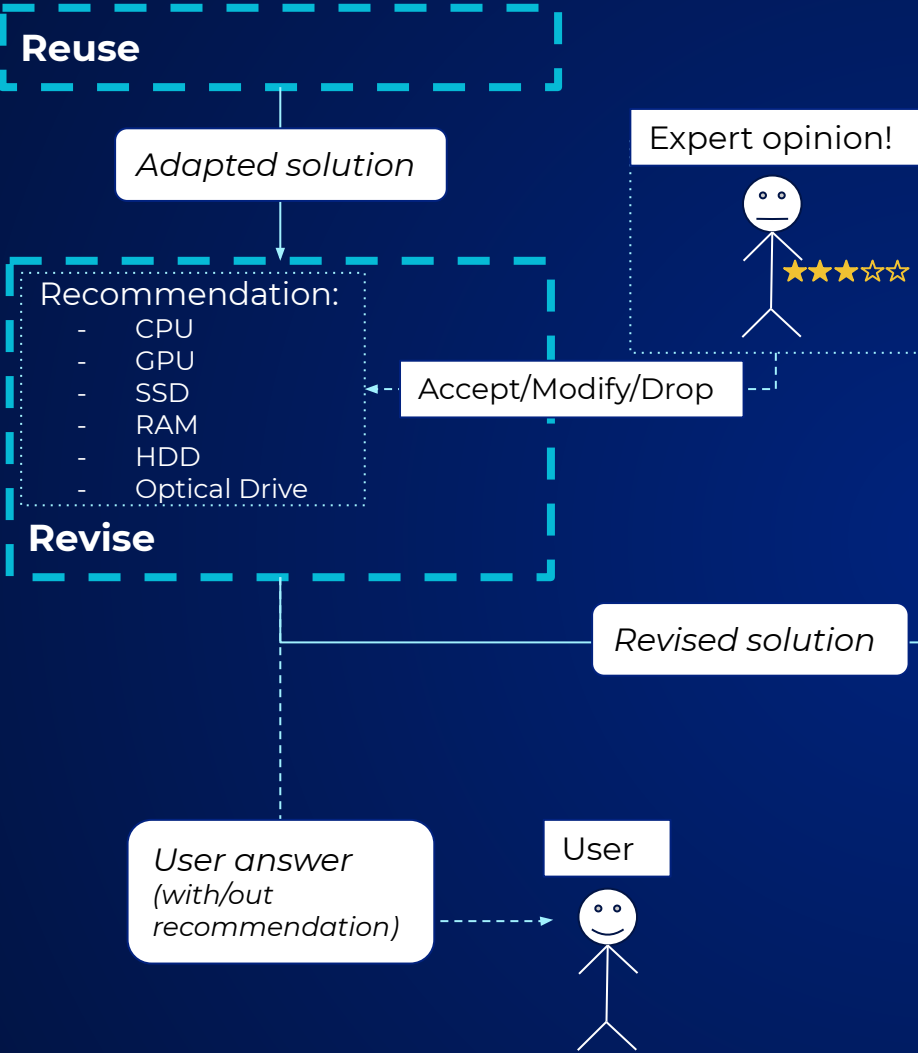 Reuse
Adapted solution
Expert opinion!
Recommendation:
- CPU
- GPU
- SSD
- RAM
- HDD
- Optical Drive
Accept/Modify/Drop
Revise
Revised solution
User answer
(with/out
recommendation)
User